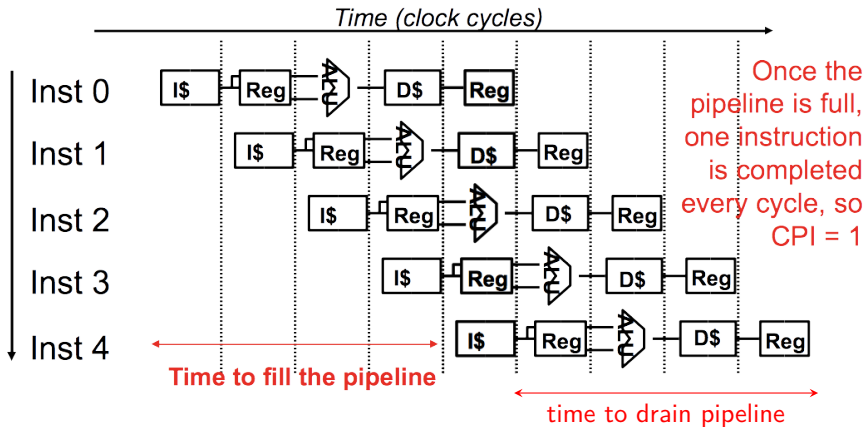 Time (clock cycles)
Inst 0
I$ Reg ALU D$ Reg
Once the
pipeline is full,
one instruction
is completed
every cycle, so
CPI = 1
Inst 1
I$ Reg ALU D$ Reg
Inst 2
I$ Reg ALU D$ Reg
Inst 3
I$ Reg ALU D$ Reg
Inst 4
I$ Reg ALU D$ Reg
Time to fill the pipeline
time to drain pipeline